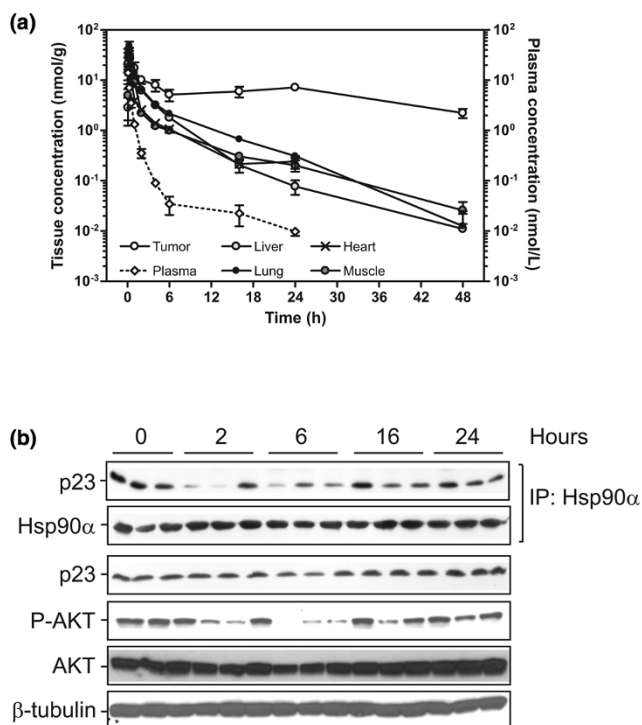 (a)
Tissue concentration (nmol/g)
Plasma concentration (nmol/L)
10² 10²
10¹ 10¹
10⁰ 10⁰
10⁻¹ 10⁻¹
10⁻² 10⁻²
10⁻³ 10⁻³
Tumor Liver Heart
Plasma Lung Muscle
0 6 12 18 24 30 36 42 48
Time (h)
(b)
0 2 6 16 24 Hours
p23
IP: Hsp90α
Hsp90α
p23
P-AKT
AKT
β-tubulin